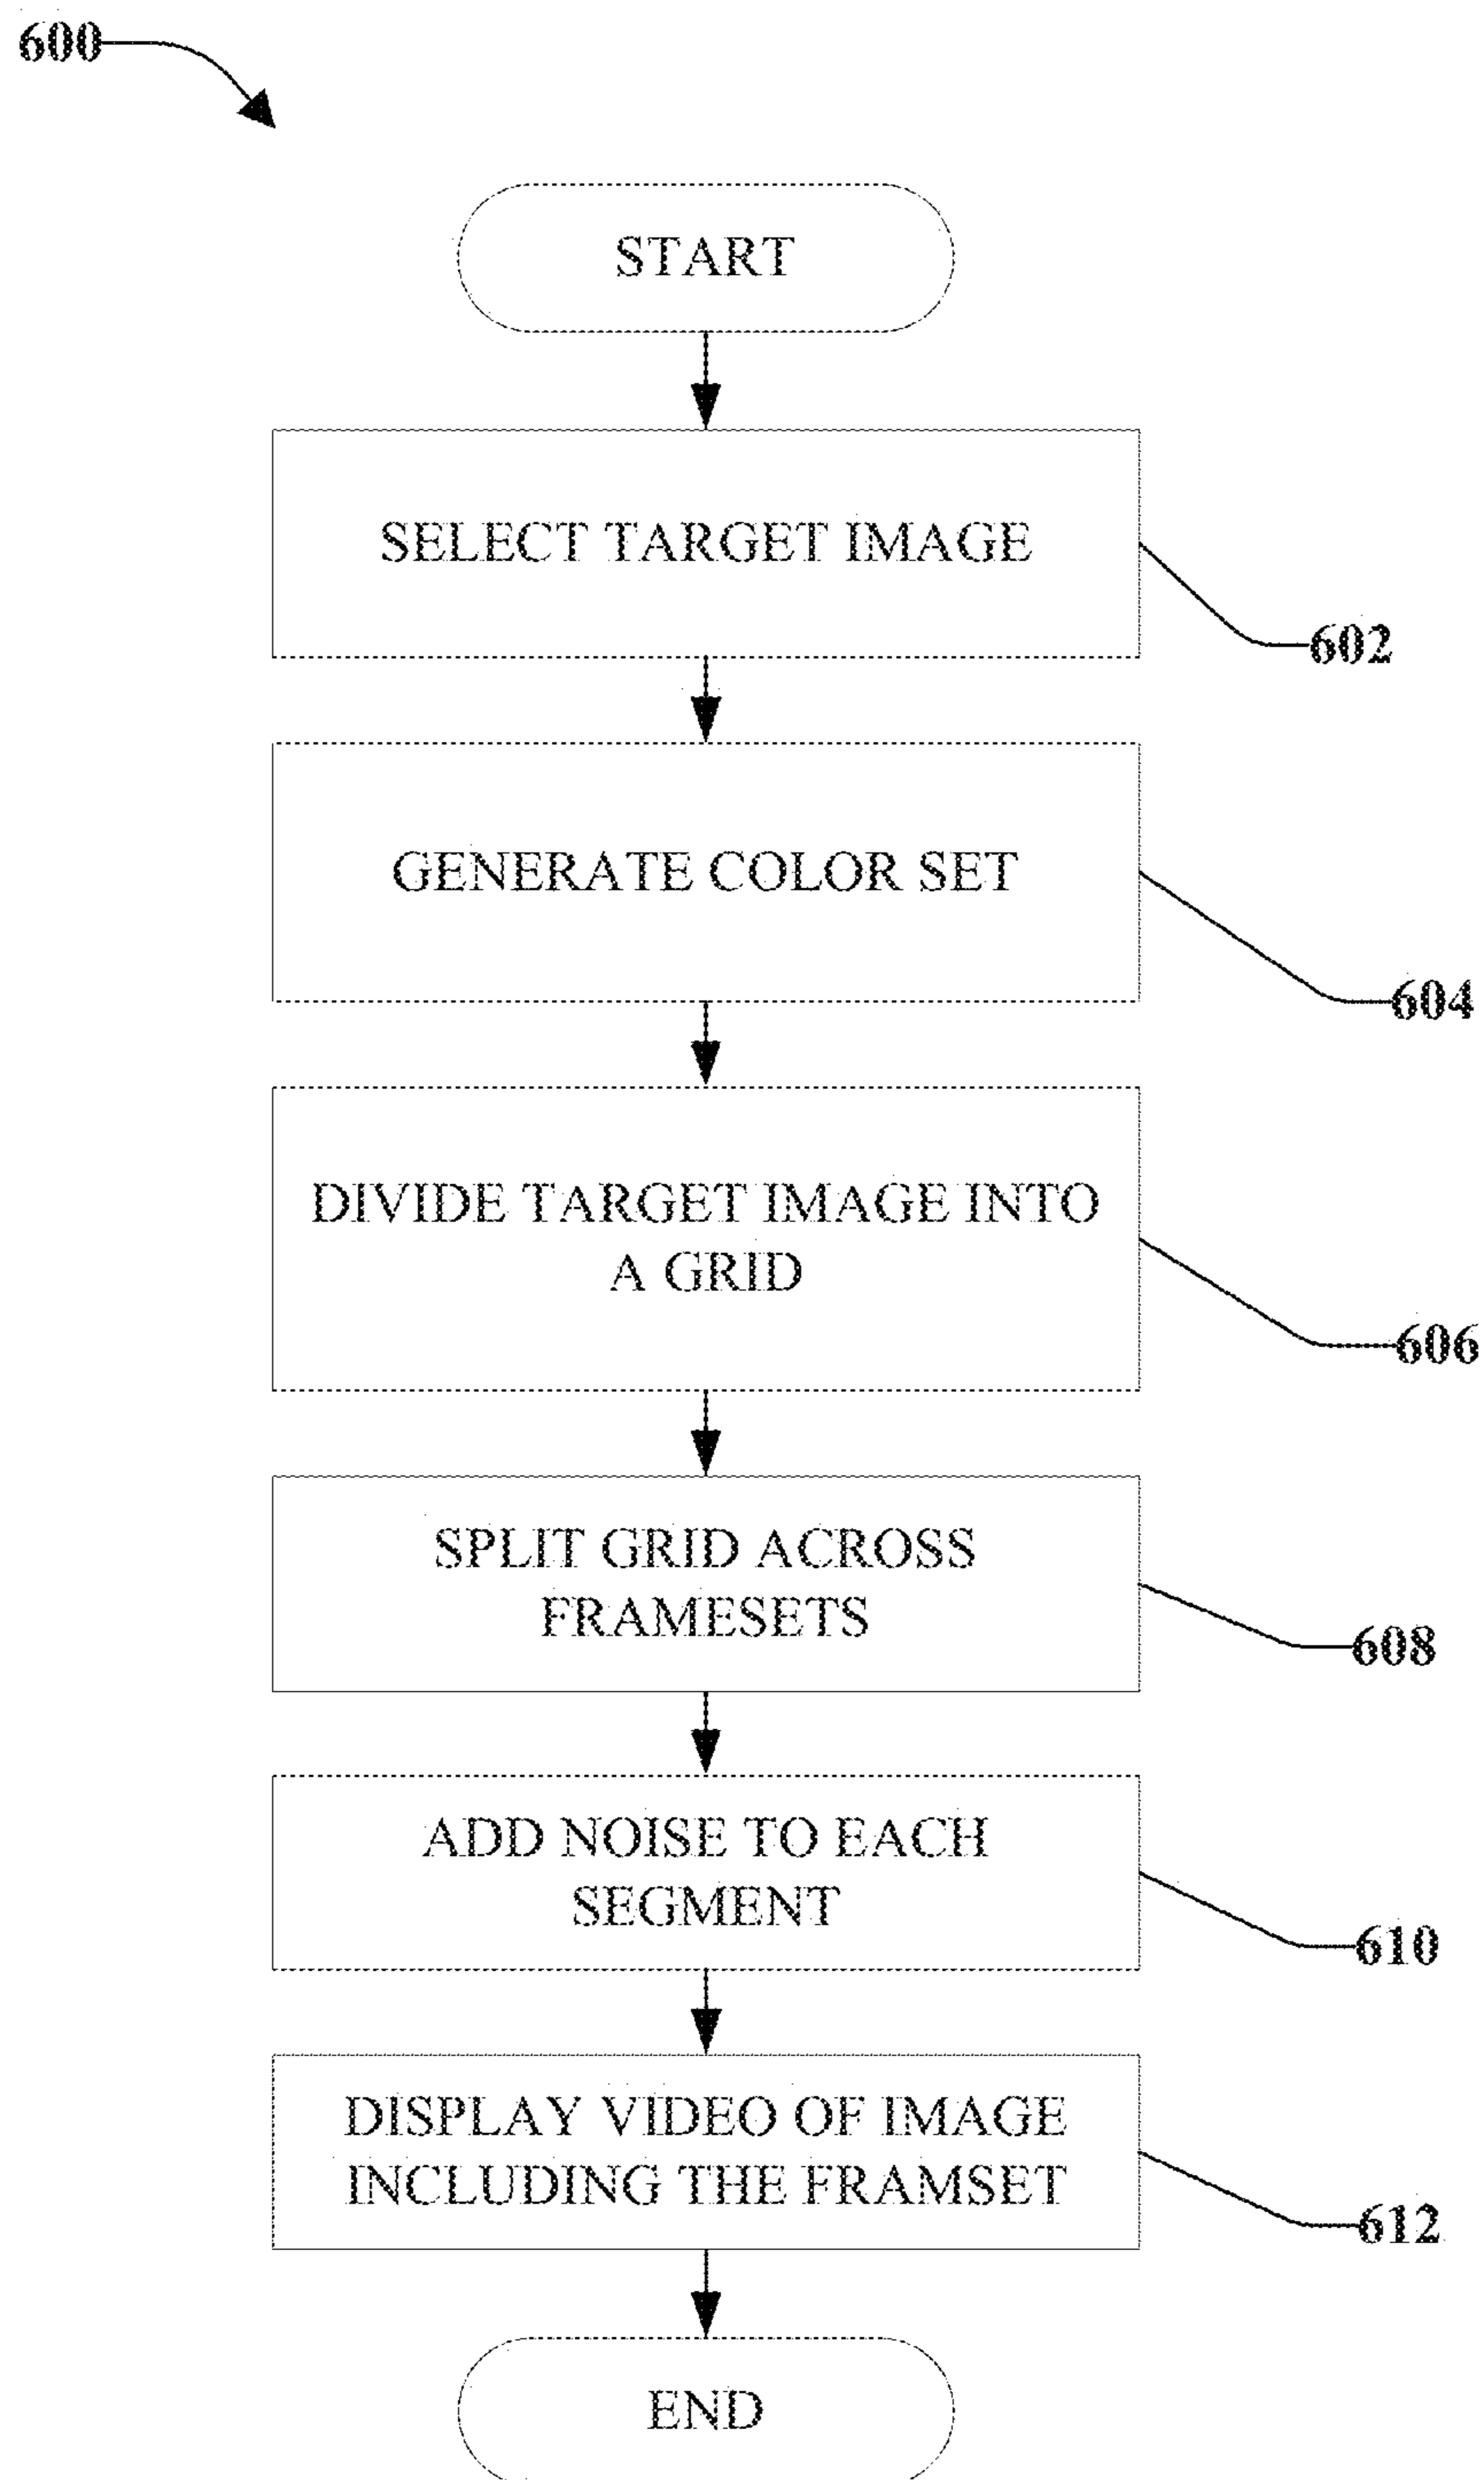 600
START
SELECT TARGET IMAGE
602
GENERATE COLOR SET
604
DIVIDE TARGET IMAGE INTO
A GRID
606
SPLIT GRID ACROSS
FRAMESETS
608
ADD NOISE TO EACH
SEGMENT
610
DISPLAY VIDEO OF IMAGE
INCLUDING THE FRAMSET
612
END